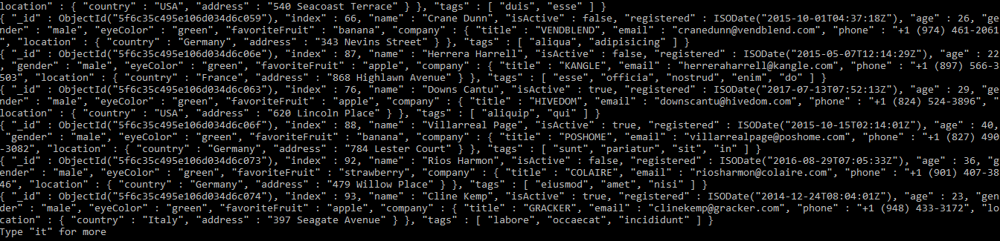 location" : { "country" : "USA", "address" : "540 Seacoast Terrace" } }, "tags" : [ "duis", "esse" ] }
{ "_id" : ObjectId("5f6c35c495e106d034d6c059"), "index" : 66, "name" : "Crane Dunn", "isActive" : false, "registered" : ISODate("2015-10-01T04:37:18Z"), "age" : 26, "ge
nder" : "male", "eyeColor" : "green", "favoriteFruit" : "banana", "company" : { "title" : "VENDBLEND", "email" : "cranedunn@vendblend.com", "phone" : "+1 (974) 461-2061
", "location" : { "country" : "Germany", "address" : "343 Nevins Street" } }, "tags" : [ "aliqua", "adipisicing" ] }
{ "_id" : ObjectId("5f6c35c495e106d034d6c06e"), "index" : 87, "name" : "Herrera Harrell", "isActive" : false, "registered" : ISODate("2015-05-07T12:14:29Z"), "age" : 22
, "gender" : "male", "eyeColor" : "green", "favoriteFruit" : "apple", "company" : { "title" : "KANGLE", "email" : "herreraharrell@kangle.com", "phone" : "+1 (897) 566-3
503", "location" : { "country" : "France", "address" : "868 Highlawn Avenue" } }, "tags" : [ "esse", "officia", "nostrud", "enim", "do" ] }
{ "_id" : ObjectId("5f6c35c495e106d034d6c063"), "index" : 76, "name" : "Downs Cantu", "isActive" : true, "registered" : ISODate("2017-07-13T07:52:13Z"), "age" : 29, "ge
nder" : "male", "eyeColor" : "green", "favoriteFruit" : "apple", "company" : { "title" : "HIVEDOM", "email" : "downscantu@hivedom.com", "phone" : "+1 (824) 524-3896", "
location" : { "country" : "USA", "address" : "620 Lincoln Place" } }, "tags" : [ "aliquip", "qui" ] }
{ "_id" : ObjectId("5f6c35c495e106d034d6c06f"), "index" : 88, "name" : "Villarreal Page", "isActive" : true, "registered" : ISODate("2015-10-15T02:14:01Z"), "age" : 40,
 "gender" : "male", "eyeColor" : "green", "favoriteFruit" : "banana", "company" : { "title" : "POSHOME", "email" : "villarrealpage@poshome.com", "phone" : "+1 (827) 490
-3082", "location" : { "country" : "Germany", "address" : "784 Lester Court" } }, "tags" : [ "sunt", "pariatur", "sit", "in" ] }
{ "_id" : ObjectId("5f6c35c495e106d034d6c073"), "index" : 92, "name" : "Rios Harmon", "isActive" : false, "registered" : ISODate("2016-08-29T07:05:33Z"), "age" : 36, "g
ender" : "male", "eyeColor" : "green", "favoriteFruit" : "strawberry", "company" : { "title" : "COLAIRE", "email" : "riosharmon@colaire.com", "phone" : "+1 (901) 407-38
46", "location" : { "country" : "Germany", "address" : "479 Willow Place" } }, "tags" : [ "eiusmod", "amet", "nisi" ] }
{ "_id" : ObjectId("5f6c35c495e106d034d6c074"), "index" : 93, "name" : "Cline Kemp", "isActive" : true, "registered" : ISODate("2014-12-24T08:04:01Z"), "age" : 23, "gen
der" : "male", "eyeColor" : "green", "favoriteFruit" : "apple", "company" : { "title" : "GRACKER", "email" : "clinekemp@gracker.com", "phone" : "+1 (948) 433-3172", "lo
cation" : { "country" : "Italy", "address" : "397 Seagate Avenue" } }, "tags" : [ "labore", "occaecat", "incididunt" ] }
Type "it" for more